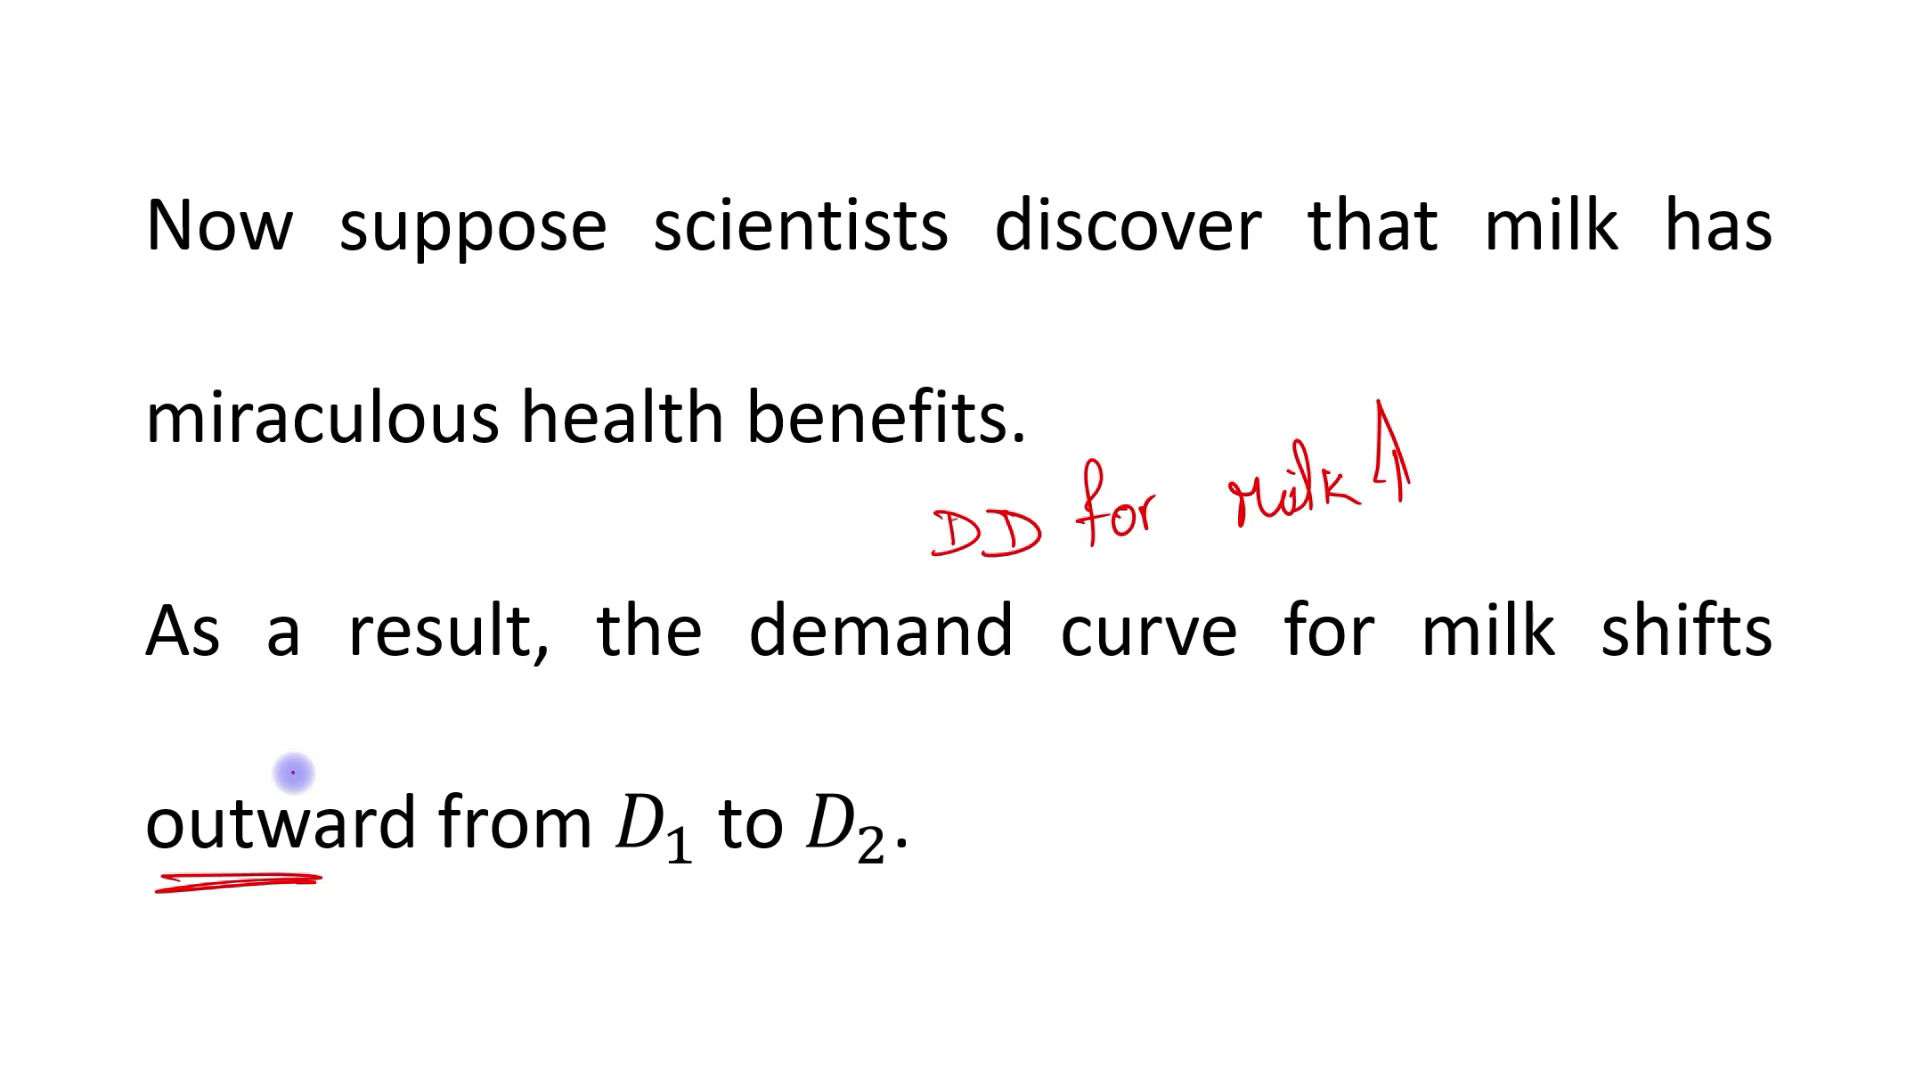 Now suppose scientists discover that milk has
miraculous health benefits.
DD for milk ↑
As a result, the demand curve for milk shifts
outward from D₁ to D₂.